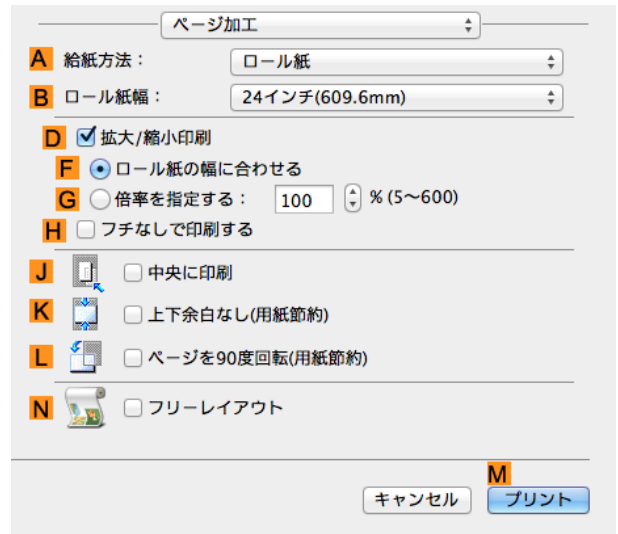 ページ加工
A 給紙方法： ロール紙
B ロール紙幅： 24インチ(609.6mm)
D 拡大/縮小印刷
F ロール紙の幅に合わせる
G 倍率を指定する： 100 % (5〜600)
H フチなしで印刷する
J 中央に印刷
K 上下余白なし(用紙節約)
L ページを90度回転(用紙節約)
N フリーレイアウト
M
キャンセル プリント